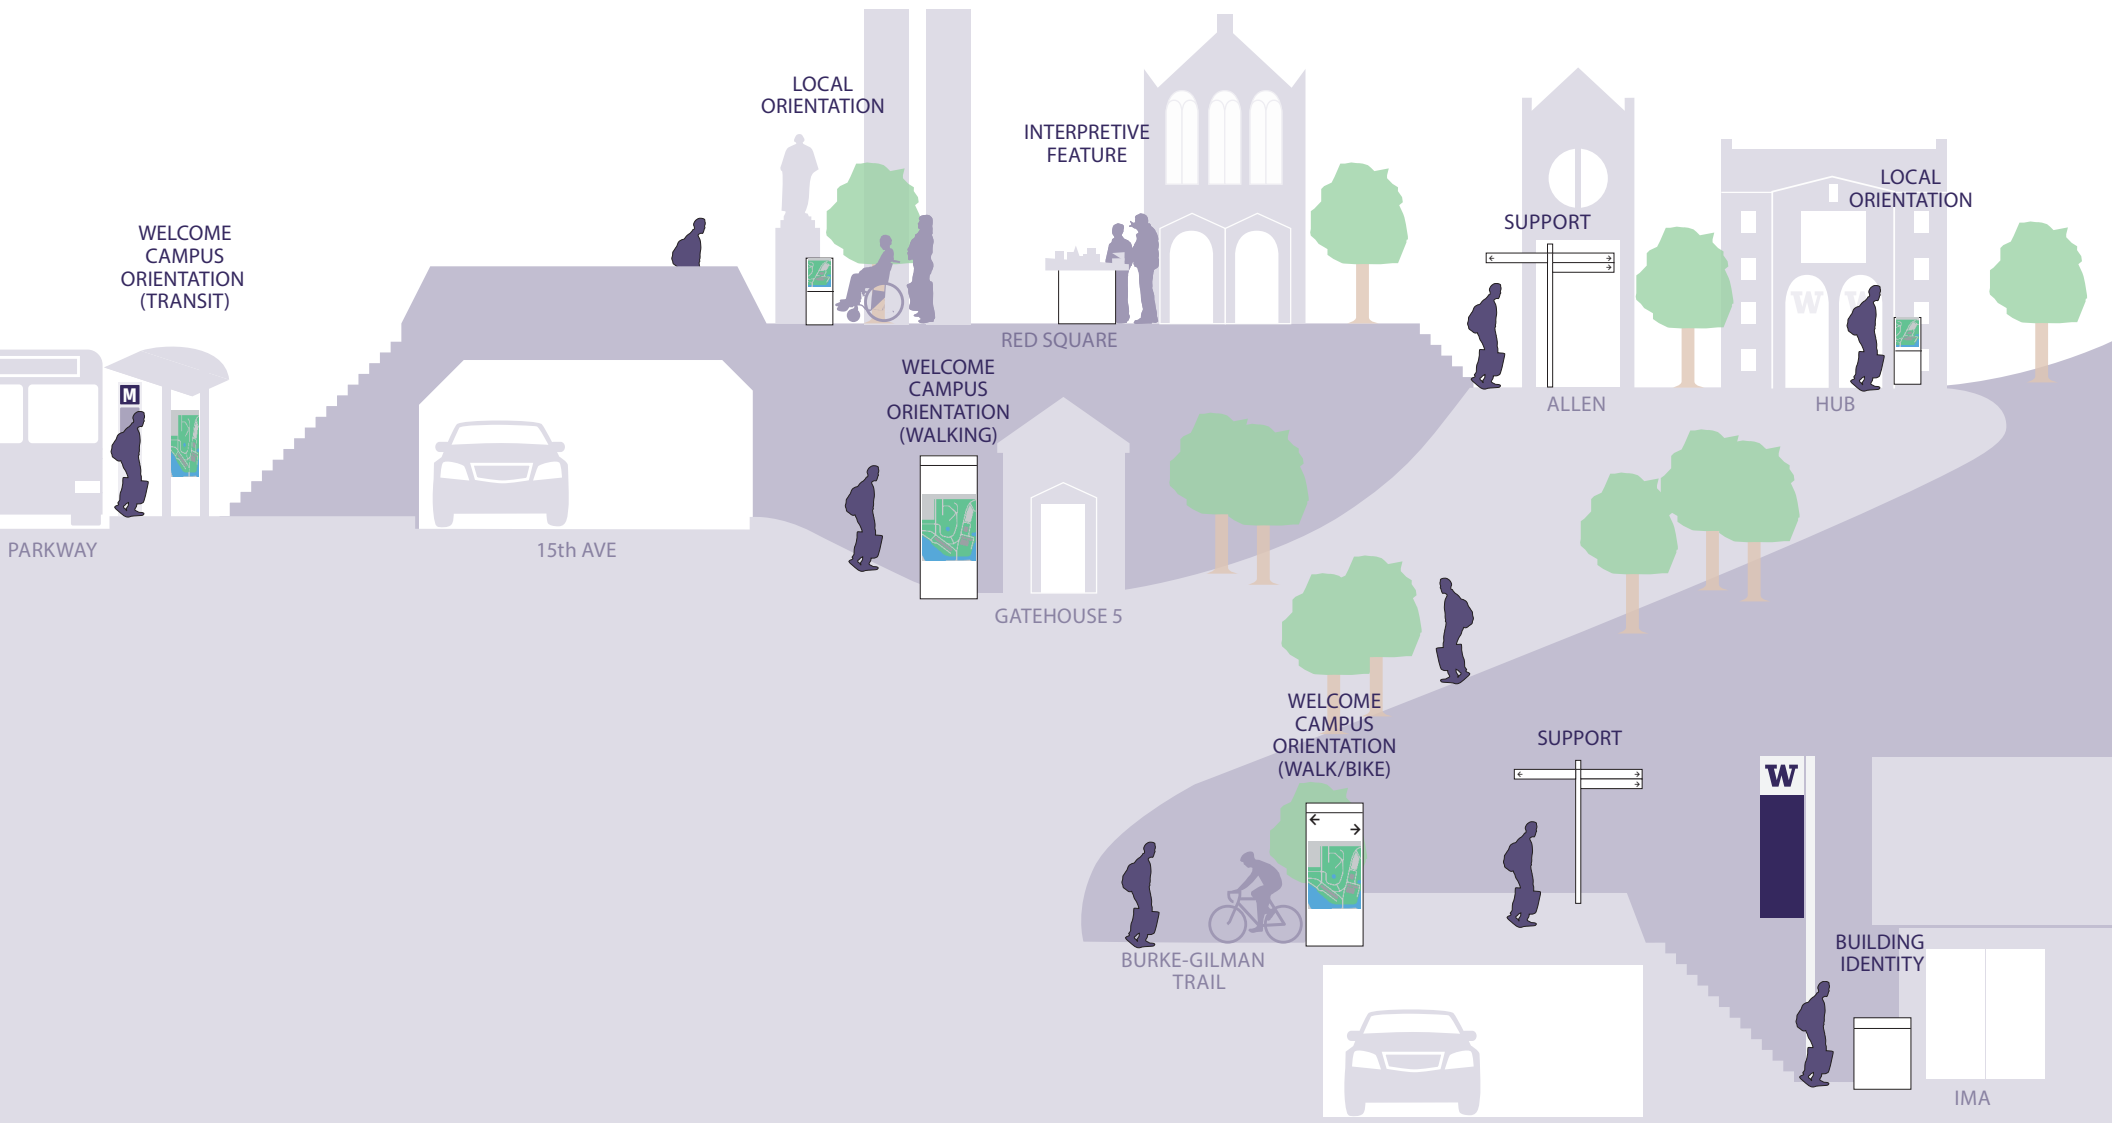 LOCAL
ORIENTATION
INTERPRETIVE
FEATURE
LOCAL
ORIENTATION
SUPPORT
WELCOME
CAMPUS
ORIENTATION
(TRANSIT)
W
W
RED SQUARE
WELCOME
CAMPUS
ORIENTATION
(WALKING)
M
ALLEN
HUB
PARKWAY
15th AVE
GATEHOUSE 5
WELCOME
CAMPUS
ORIENTATION
(WALK/BIKE)
SUPPORT
W
BUILDING
IDENTITY
BURKE-GILMAN
TRAIL
IMA